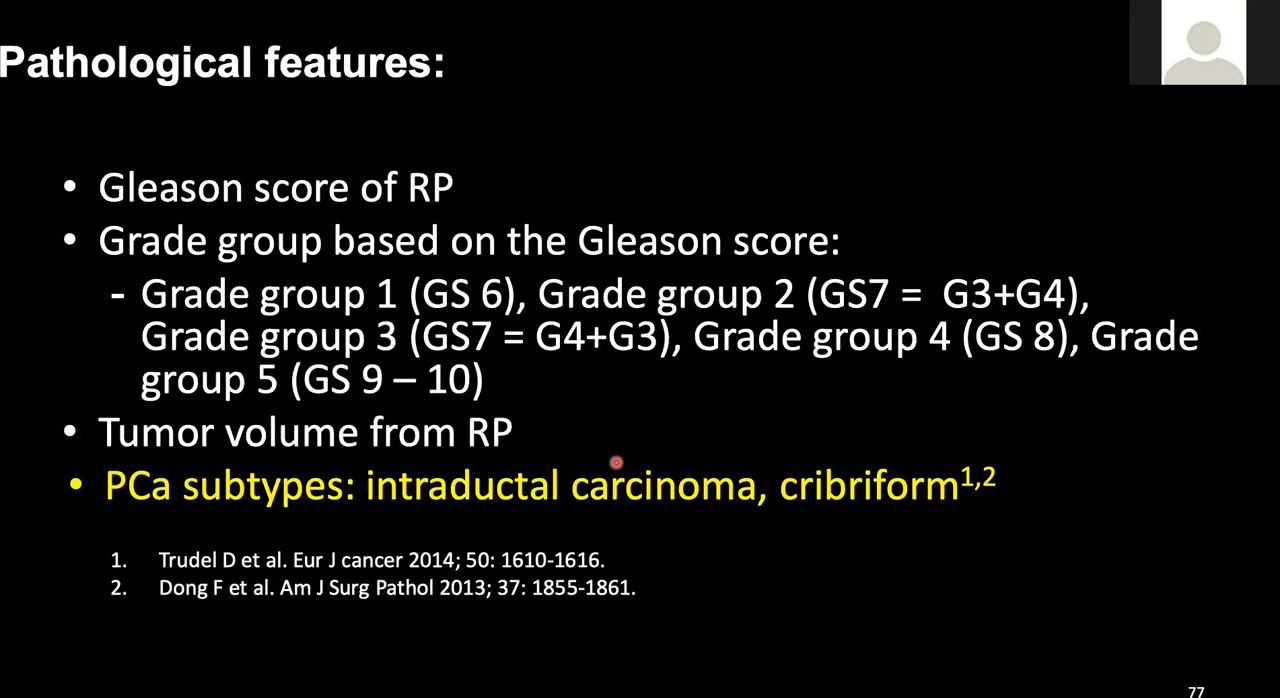 Pathological features:
• Gleason score of RP
• Grade group based on the Gleason score:
- Grade group 1 (GS 6), Grade group 2 (GS7 =  G3+G4),
Grade group 3 (GS7 = G4+G3), Grade group 4 (GS 8), Grade
group 5 (GS 9 – 10)
• Tumor volume from RP
• PCa subtypes: intraductal carcinoma, cribriform1,2
1. Trudel D et al. Eur J cancer 2014; 50: 1610-1616.
2. Dong F et al. Am J Surg Pathol 2013; 37: 1855-1861.
77